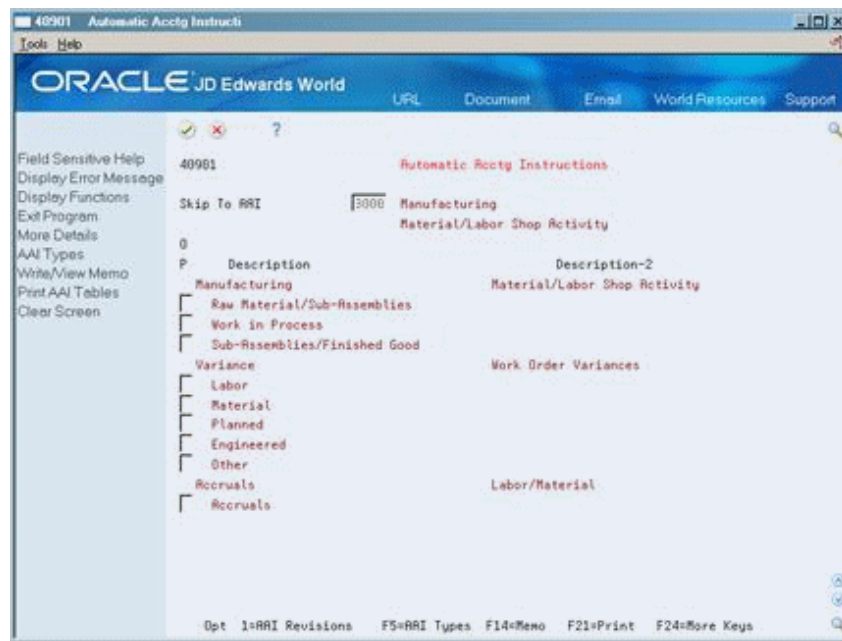 40901 Automatic Acctg Instructi
Tools Help
ORACLE JD Edwards World
URL Document Email World Resources Support
?
Field Sensitive Help
Display Error Message
Display Functions
Exit Program
More Details
AAI Types
Write/View Memo
Print AAI Tables
Clear Screen
40901 Automatic Acctg Instructions
Skip To AAI 3000 Manufacturing
Material/Labor Shop Activity
O
P Description Description-2
Manufacturing Material/Labor Shop Activity
Raw Material/Sub-Assemblies
Work in Process
Sub-Assemblies/Finished Good
Variance Work Order Variances
Labor
Material
Planned
Engineered
Other
Accruals Labor/Material
Accruals
Opt 1=AAI Revisions F5=AAI Types F14=Memo F21=Print F24=More Keys